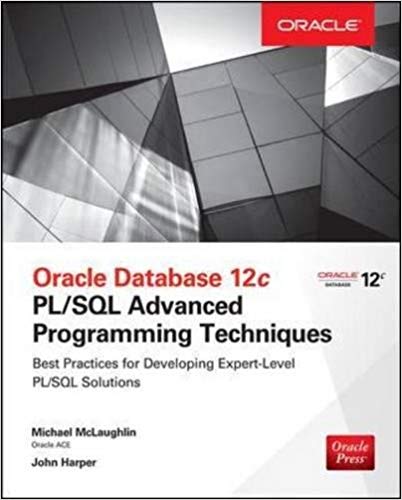 ORACLE
Oracle Database 12c
PL/SQL Advanced
Programming Techniques
ORACLE
DATABASE
12c
Best Practices for Developing Expert-Level
PL/SQL Solutions
Michael McLaughlin
Oracle ACE
John Harper
Oracle
Press™